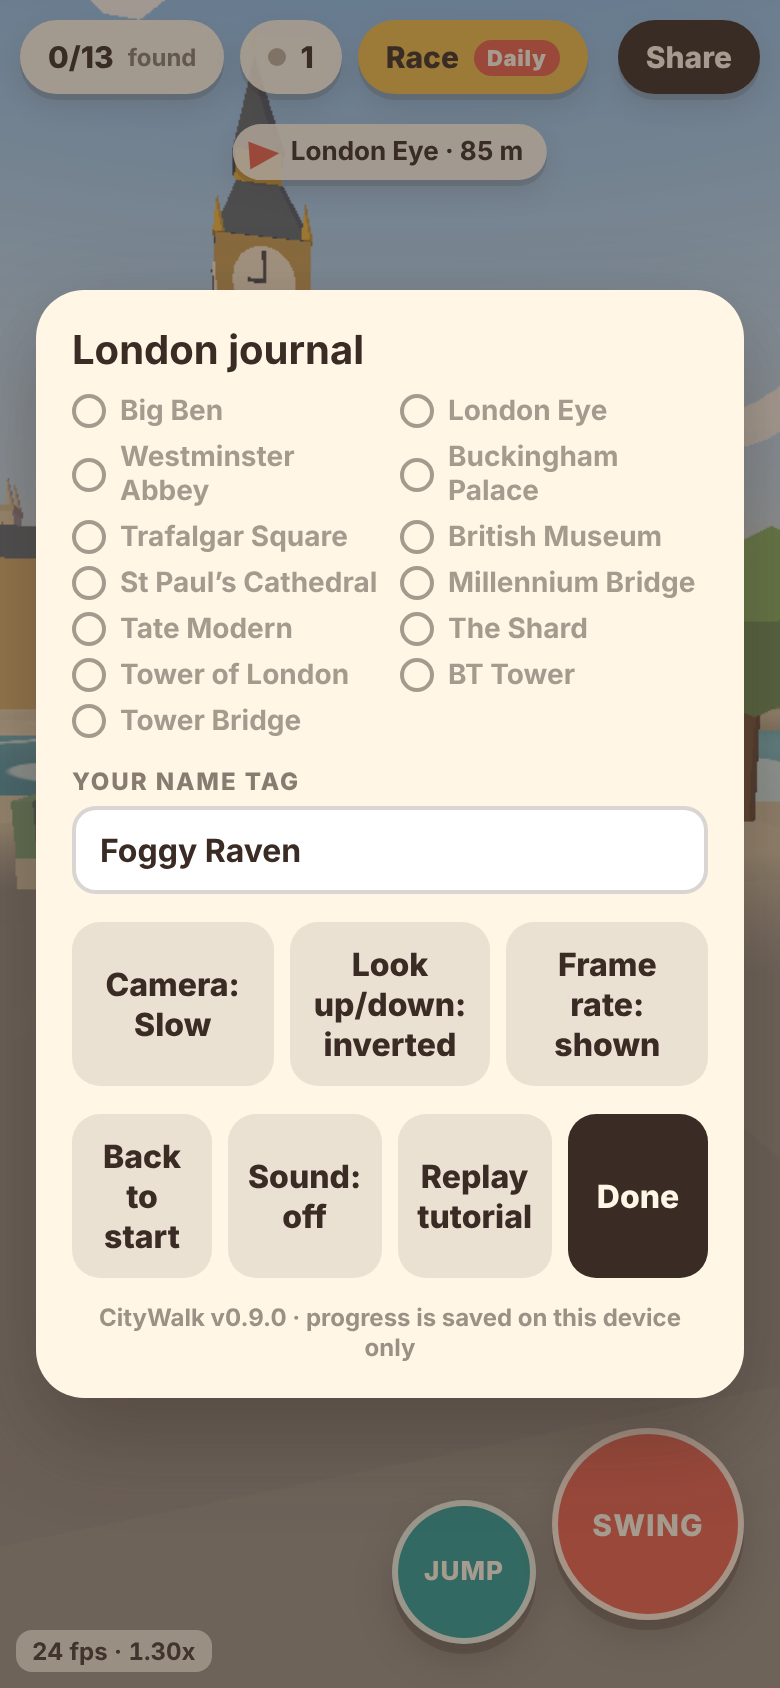 0/13 found
1
Race Daily
Share
London Eye · 85 m
London journal
Big Ben
London Eye
Westminster
Abbey
Buckingham
Palace
Trafalgar Square
British Museum
St Paul’s Cathedral
Millennium Bridge
Tate Modern
The Shard
Tower of London
BT Tower
Tower Bridge
YOUR NAME TAG
Foggy Raven
Camera:
Slow
Look
up/down:
inverted
Frame
rate:
shown
Back
to
start
Sound:
off
Replay
tutorial
Done
CityWalk v0.9.0 · progress is saved on this device
only
SWING
JUMP
24 fps · 1.30x